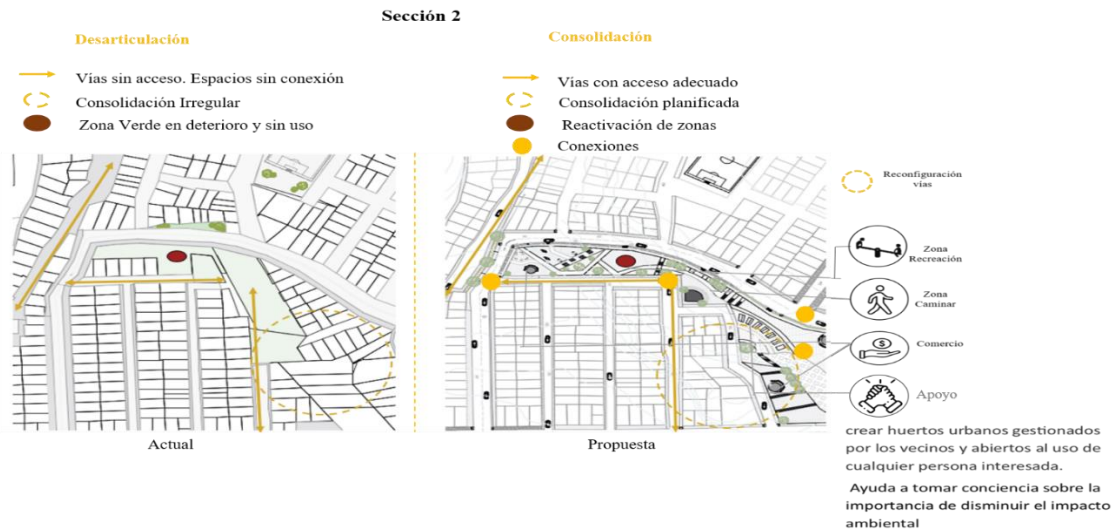 Sección 2
Desarticulación
Vías sin acceso. Espacios sin conexión
Consolidación Irregular
Zona Verde en deterioro y sin uso
Actual
Consolidación
Vias con acceso adecuado
Consolidación planificada
Reactivación de zonas
Conexiones
Propuesta
Reconfiguración
vías
Zona
Recreación
Zona
Caminar
$
Comercio
Apoyo
crear huertos urbanos gestionados
por los vecinos y abiertos al uso de
cualquier persona interesada.
Ayuda a tomar conciencia sobre la
importancia de disminuir el impacto
ambiental